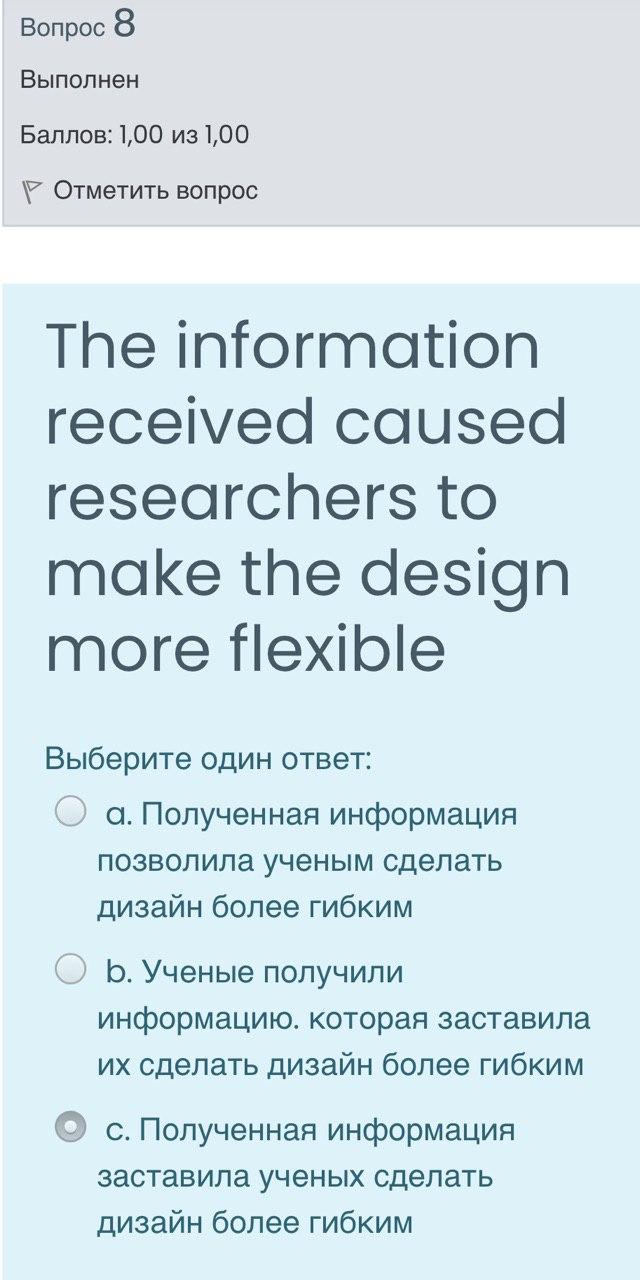 Вопрос 8
Выполнен
Баллов: 1,00 из 1,00
Отметить вопрос
The information
received caused
researchers to
make the design
more flexible
Выберите один ответ:
a. Полученная информация
позволила ученым сделать
дизайн более гибким
b. Ученые получили
информацию. которая заставила
их сделать дизайн более гибким
c. Полученная информация
заставила ученых сделать
дизайн более гибким